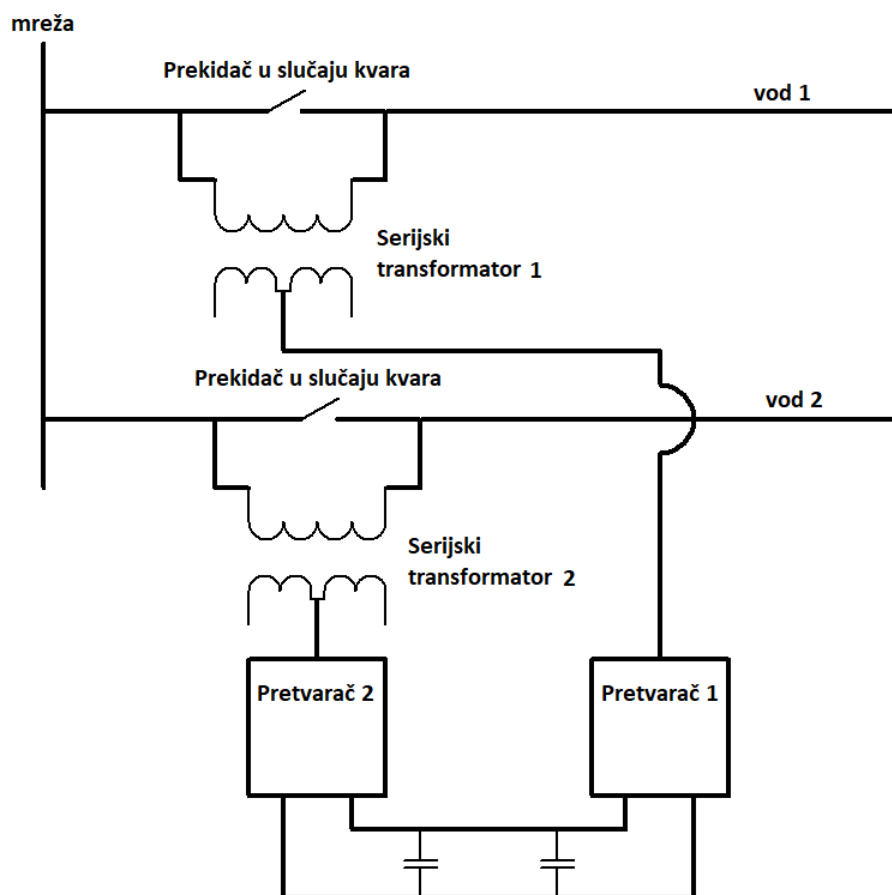 mreža
Prekidač u slučaju kvara
vod 1
Serijski
transformator 1
Prekidač u slučaju kvara
vod 2
Serijski
transformator 2
Pretvarač 2
Pretvarač 1